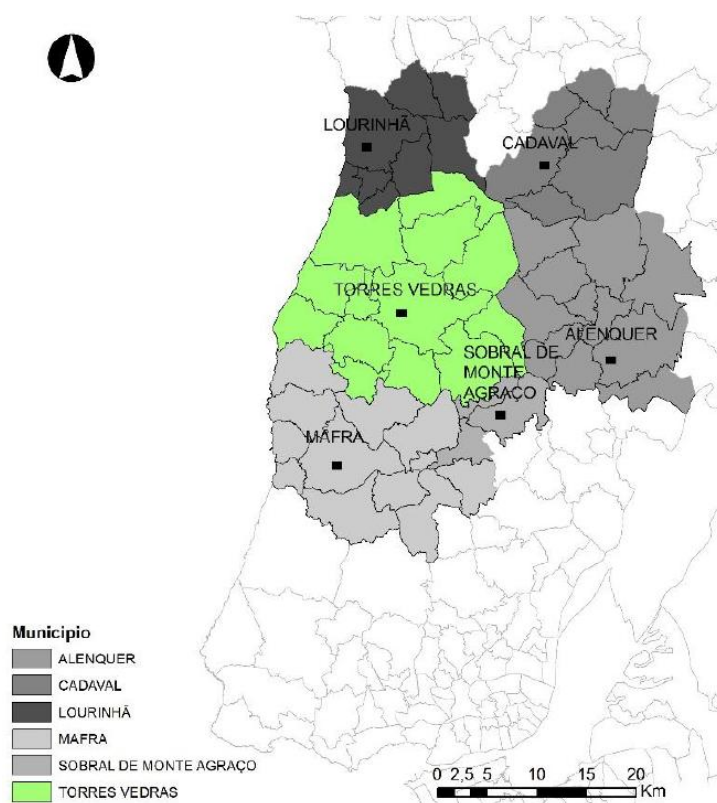 LOURINHÃ
CADAVAL
TORRES VEDRAS
ALENQUER
SOBRAL DE
MONTE
AGRAÇO
MAFRA
Municipio
ALENQUER
CADAVAL
LOURINHÃ
MAFRA
SOBRAL DE MONTE AGRAÇO
TORRES VEDRAS
0 2,5 5 10 15 20
Km